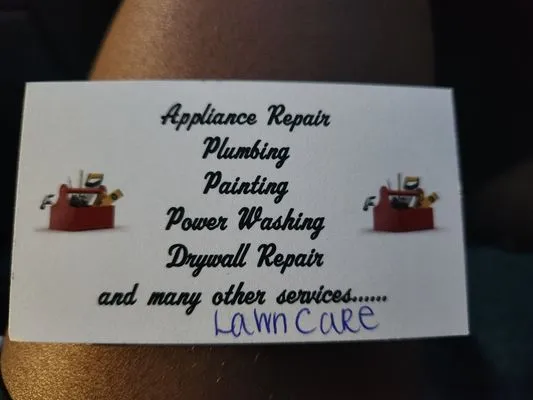 Appliance Repair
Plumbing
Painting
Power Washing
Drywall Repair
and many other services......
Lawn Care